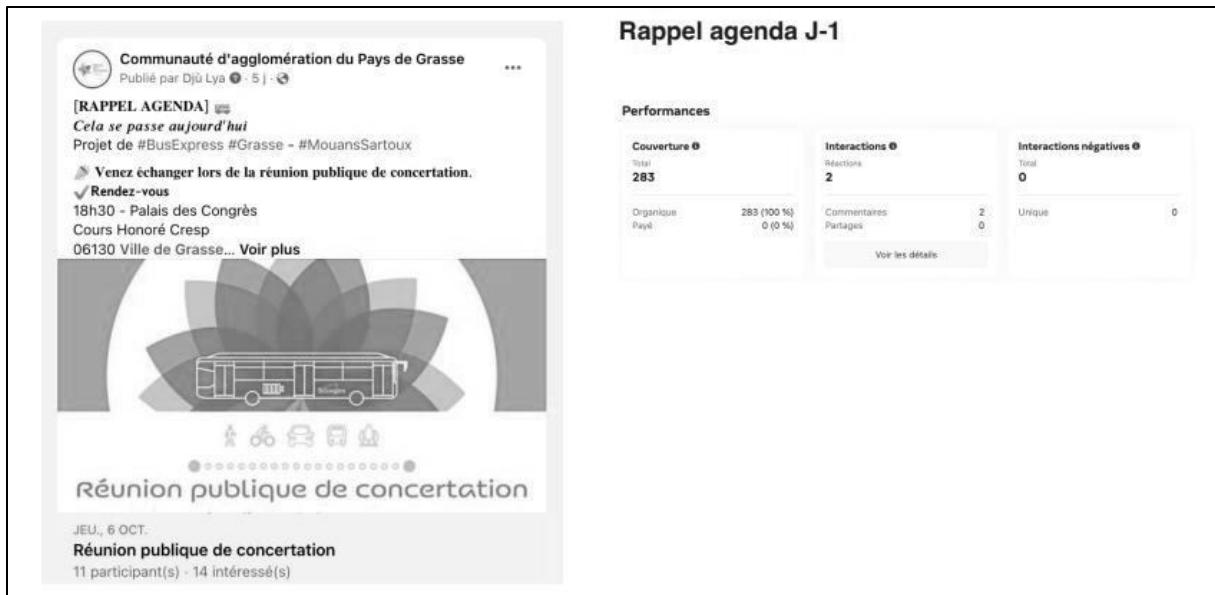 Communauté d'agglomération du Pays de Grasse
Publié par Djù Lya · 5 j ·
[RAPPEL AGENDA]
Cela se passe aujourd'hui
Projet de #BusExpress #Grasse - #MouansSartoux
Venez échanger lors de la réunion publique de concertation.
Rendez-vous
18h30 - Palais des Congrès
Cours Honoré Cresp
06130 Ville de Grasse... Voir plus
Réunion publique de concertation
JEU., 6 OCT.
Réunion publique de concertation
11 participant(s) · 14 intéressé(s)
Rappel agenda J-1
Performances
Couverture
Total
283
Organique 283 (100 %)
Payé 0 (0 %)
Interactions
Réactions
2
Commentaires 2
Partages 0
Voir les détails
Interactions négatives
Total
0
Unique 0